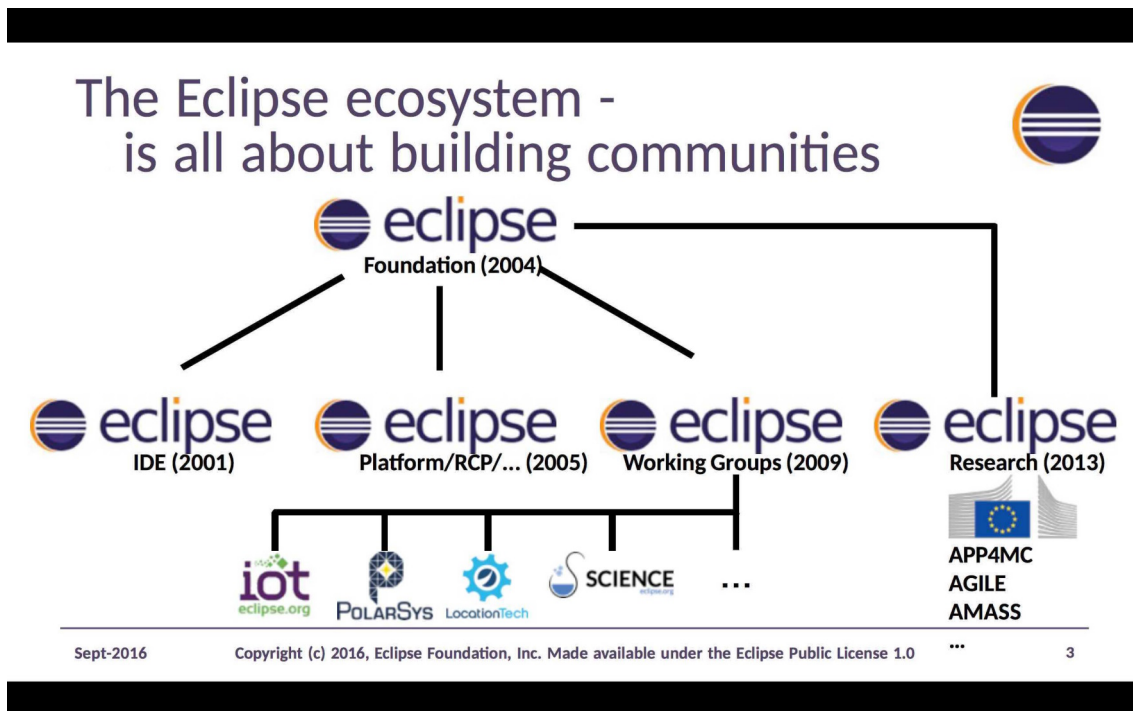 The Eclipse ecosystem -
is all about building communities
eclipse
Foundation (2004)
eclipse
IDE (2001)
eclipse
Platform/RCP/... (2005)
eclipse
Working Groups (2009)
eclipse
Research (2013)
iot
eclipse.org
POLARSYS
LocationTech
SCIENCE
eclipse.org
...
APP4MC
AGILE
AMASS
...
Sept-2016
Copyright (c) 2016, Eclipse Foundation, Inc. Made available under the Eclipse Public License 1.0
3